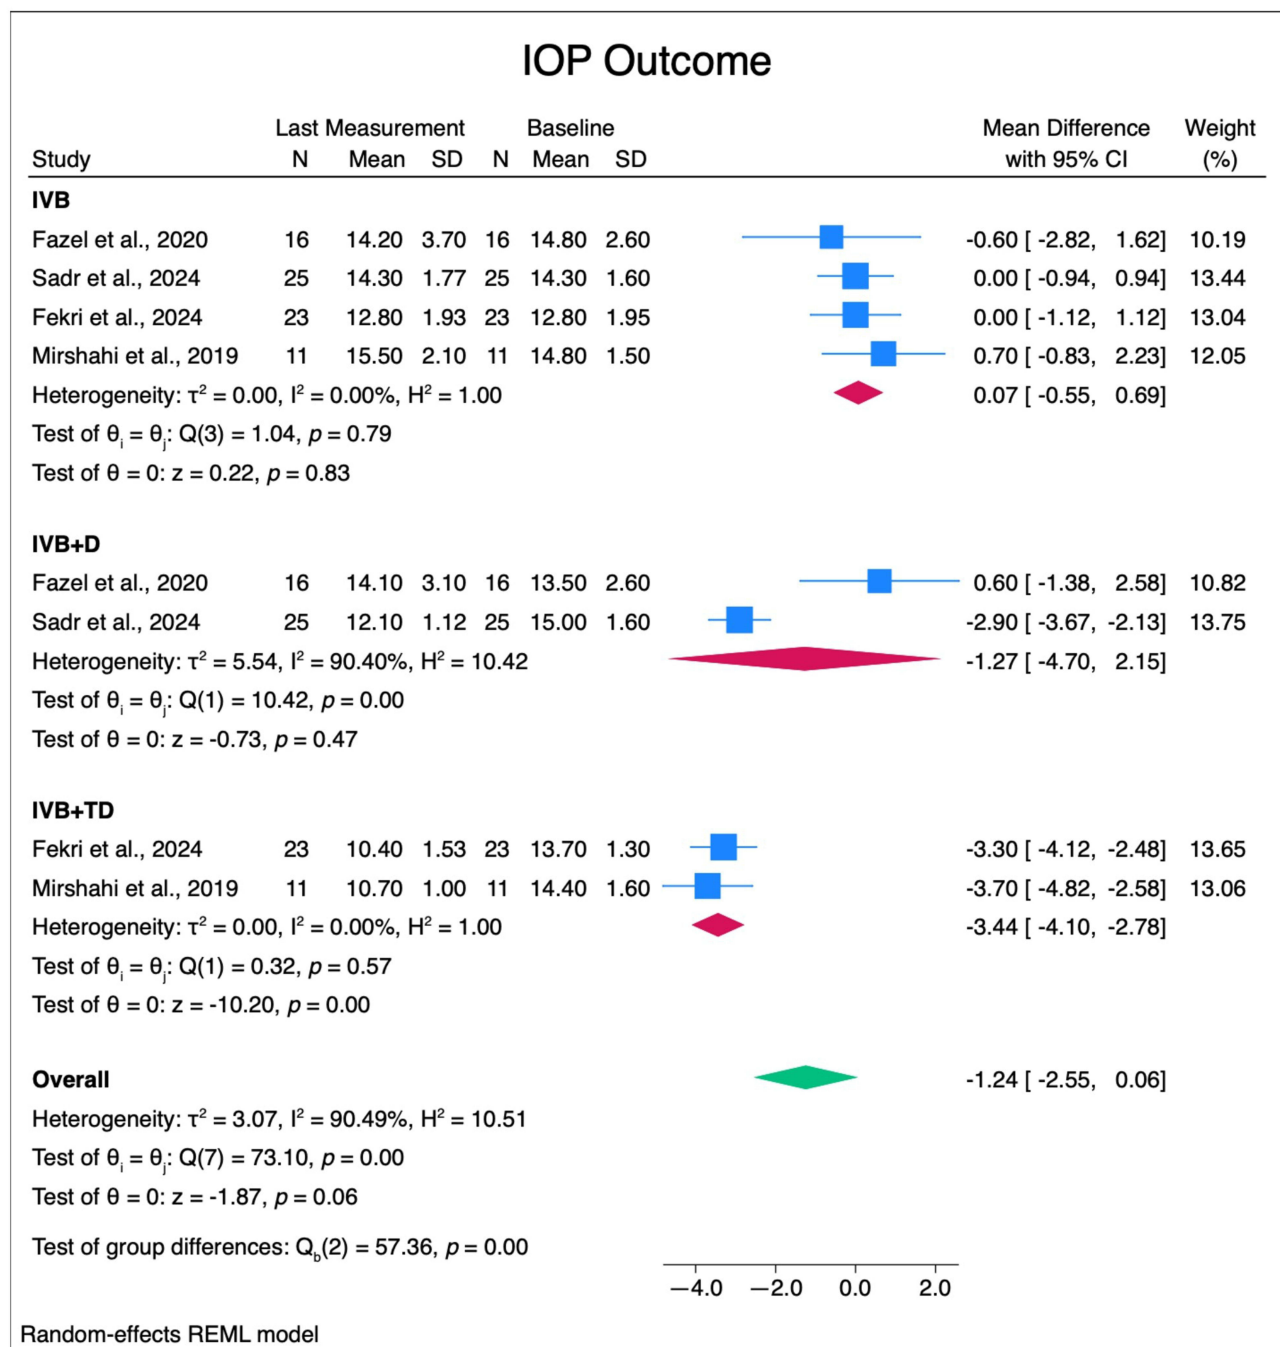 IOP Outcome
Last Measurement Baseline Mean Difference Weight
Study N Mean SD N Mean SD with 95% CI (%)
IVB
Fazel et al., 2020 16 14.20 3.70 16 14.80 2.60 -0.60 [ -2.82, 1.62] 10.19
Sadr et al., 2024 25 14.30 1.77 25 14.30 1.60 0.00 [ -0.94, 0.94] 13.44
Fekri et al., 2024 23 12.80 1.93 23 12.80 1.95 0.00 [ -1.12, 1.12] 13.04
Mirshahi et al., 2019 11 15.50 2.10 11 14.80 1.50 0.70 [ -0.83, 2.23] 12.05
Heterogeneity: τ² = 0.00, I² = 0.00%, H² = 1.00 0.07 [ -0.55, 0.69]
Test of θᵢ = θⱼ: Q(3) = 1.04, p = 0.79
Test of θ = 0: z = 0.22, p = 0.83
IVB+D
Fazel et al., 2020 16 14.10 3.10 16 13.50 2.60 0.60 [ -1.38, 2.58] 10.82
Sadr et al., 2024 25 12.10 1.12 25 15.00 1.60 -2.90 [ -3.67, -2.13] 13.75
Heterogeneity: τ² = 5.54, I² = 90.40%, H² = 10.42 -1.27 [ -4.70, 2.15]
Test of θᵢ = θⱼ: Q(1) = 10.42, p = 0.00
Test of θ = 0: z = -0.73, p = 0.47
IVB+TD
Fekri et al., 2024 23 10.40 1.53 23 13.70 1.30 -3.30 [ -4.12, -2.48] 13.65
Mirshahi et al., 2019 11 10.70 1.00 11 14.40 1.60 -3.70 [ -4.82, -2.58] 13.06
Heterogeneity: τ² = 0.00, I² = 0.00%, H² = 1.00 -3.44 [ -4.10, -2.78]
Test of θᵢ = θⱼ: Q(1) = 0.32, p = 0.57
Test of θ = 0: z = -10.20, p = 0.00
Overall -1.24 [ -2.55, 0.06]
Heterogeneity: τ² = 3.07, I² = 90.49%, H² = 10.51
Test of θᵢ = θⱼ: Q(7) = 73.10, p = 0.00
Test of θ = 0: z = -1.87, p = 0.06
Test of group differences: Q_b(2) = 57.36, p = 0.00
−4.0 −2.0 0.0 2.0
Random-effects REML model